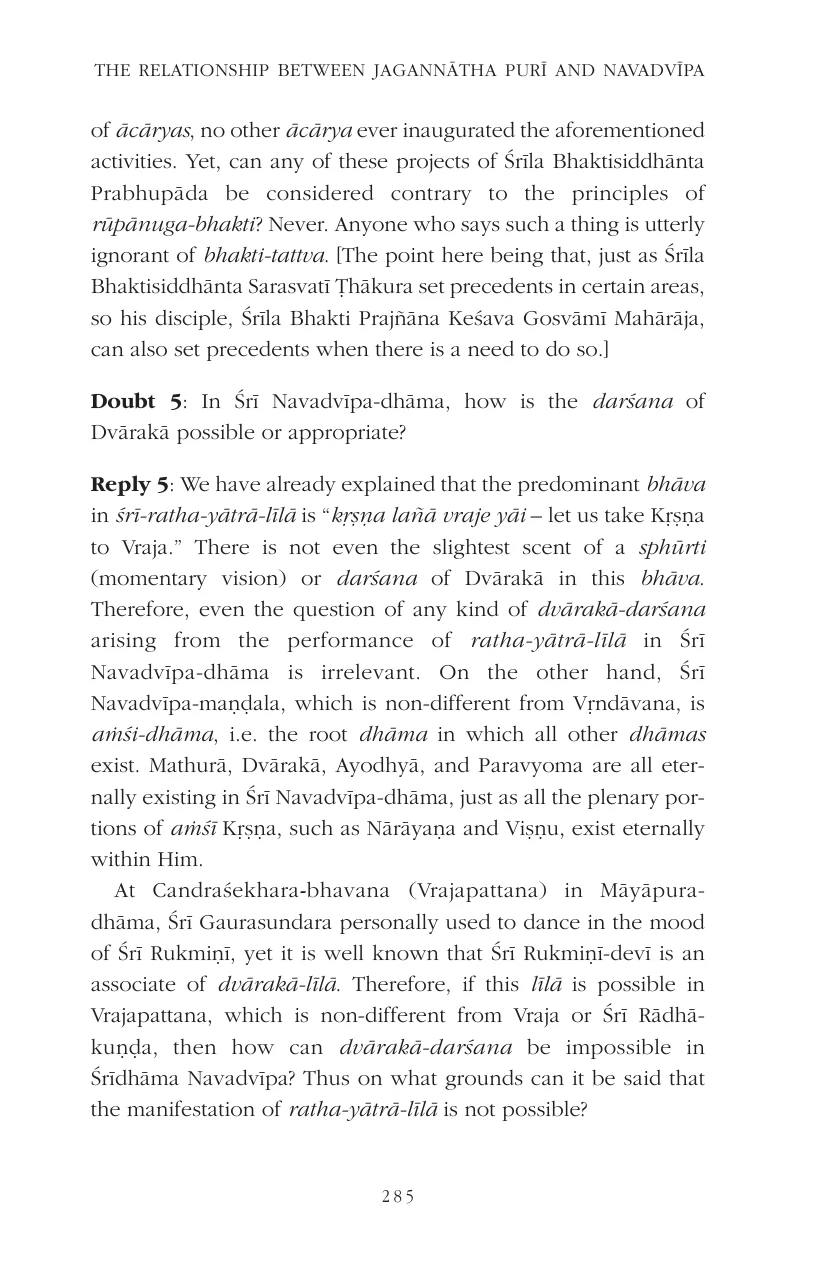 THE RELATIONSHIP BETWEEN JAGANNĀTHA PURĪ AND NAVADVĪPA
of ācāryas, no other ācārya ever inaugurated the aforementioned
activities. Yet, can any of these projects of Śrīla Bhaktisiddhānta
Prabhupāda be considered contrary to the principles of
rūpānuga-bhakti? Never. Anyone who says such a thing is utterly
ignorant of bhakti-tattva. [The point here being that, just as Śrīla
Bhaktisiddhānta Sarasvatī Ṭhākura set precedents in certain areas,
so his disciple, Śrīla Bhakti Prajñāna Keśava Gosvāmī Mahārāja,
can also set precedents when there is a need to do so.]
Doubt 5: In Śrī Navadvīpa-dhāma, how is the darśana of
Dvārakā possible or appropriate?
Reply 5: We have already explained that the predominant bhāva
in śrī-ratha-yātrā-līlā is “kṛṣṇa lañā vraje yāi – let us take Kṛṣṇa
to Vraja.” There is not even the slightest scent of a sphūrti
(momentary vision) or darśana of Dvārakā in this bhāva.
Therefore, even the question of any kind of dvārakā-darśana
arising from the performance of ratha-yātrā-līlā in Śrī
Navadvīpa-dhāma is irrelevant. On the other hand, Śrī
Navadvīpa-maṇḍala, which is non-different from Vṛndāvana, is
aṁśi-dhāma, i.e. the root dhāma in which all other dhāmas
exist. Mathurā, Dvārakā, Ayodhyā, and Paravyoma are all eter-
nally existing in Śrī Navadvīpa-dhāma, just as all the plenary por-
tions of aṁśī Kṛṣṇa, such as Nārāyaṇa and Viṣṇu, exist eternally
within Him.
At Candraśekhara-bhavana (Vrajapattana) in Māyāpura-
dhāma, Śrī Gaurasundara personally used to dance in the mood
of Śrī Rukmiṇī, yet it is well known that Śrī Rukmiṇī-devī is an
associate of dvārakā-līlā. Therefore, if this līlā is possible in
Vrajapattana, which is non-different from Vraja or Śrī Rādhā-
kuṇḍa, then how can dvārakā-darśana be impossible in
Śrīdhāma Navadvīpa? Thus on what grounds can it be said that
the manifestation of ratha-yātrā-līlā is not possible?
285